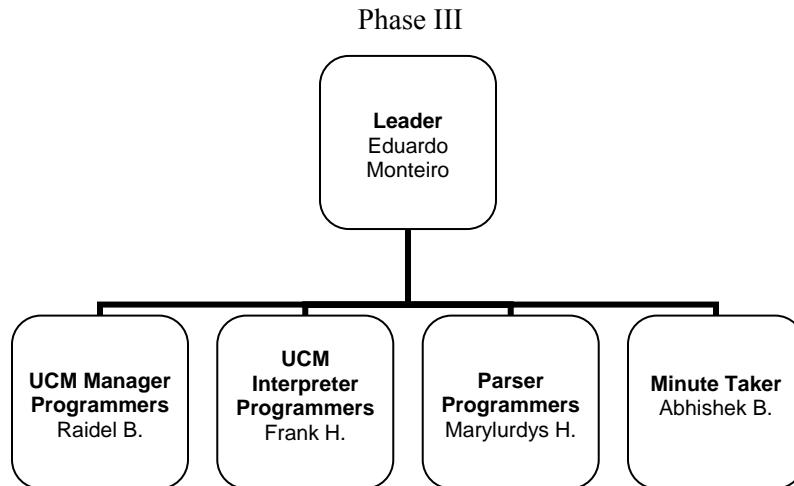 Phase III
Leader
Eduardo
Monteiro
UCM Manager
Programmers
Raidel B.
UCM
Interpreter
Programmers
Frank H.
Parser
Programmers
Marylurdys H.
Minute Taker
Abhishek B.